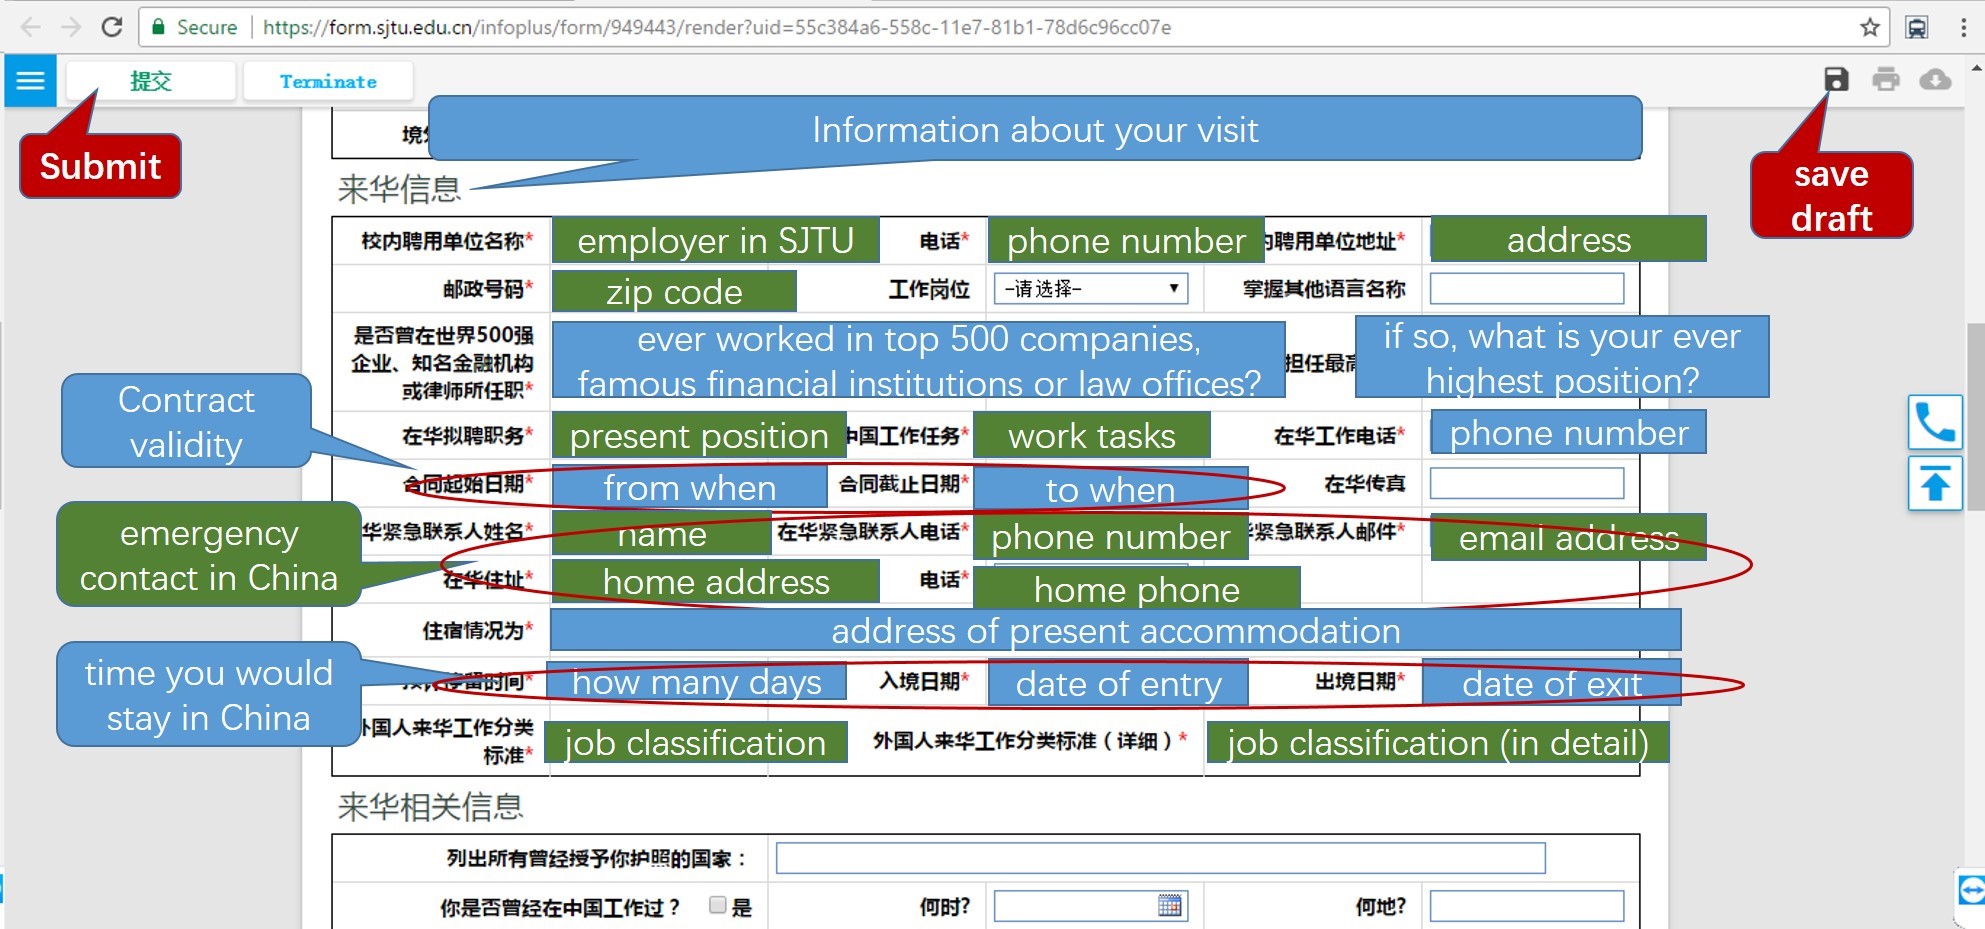 Secure | https://form.sjtu.edu.cn/infoplus/form/949443/render?uid=55c384a6-558c-11e7-81b1-78d6c96cc07e
提交 Terminate
Submit
Information about your visit
save
draft
来华信息
校内聘用单位名称* employer in SJTU 电话* phone number 聘用单位地址* address
邮政号码* zip code 工作岗位 -请选择- 掌握其他语言名称
是否曾在世界500强
企业、知名金融机构
或律师所任职*
ever worked in top 500 companies,
famous financial institutions or law offices?
担任最高
if so, what is your ever
highest position?
Contract
validity
在华拟聘职务* present position 中国工作任务* work tasks 在华工作电话* phone number
合同起始日期* from when 合同截止日期* to when 在华传真
emergency
contact in China
华紧急联系人姓名* name 在华紧急联系人电话* phone number 华紧急联系人邮件* email address
在华住址* home address 电话* home phone
住宿情况为* address of present accommodation
time you would
stay in China
停留时间* how many days 入境日期* date of entry 出境日期* date of exit
外国人来华工作分类
标准*
job classification 外国人来华工作分类标准（详细）* job classification (in detail)
来华相关信息
列出所有曾经授予你护照的国家：
你是否曾经在中国工作过？ 是 何时? 何地?